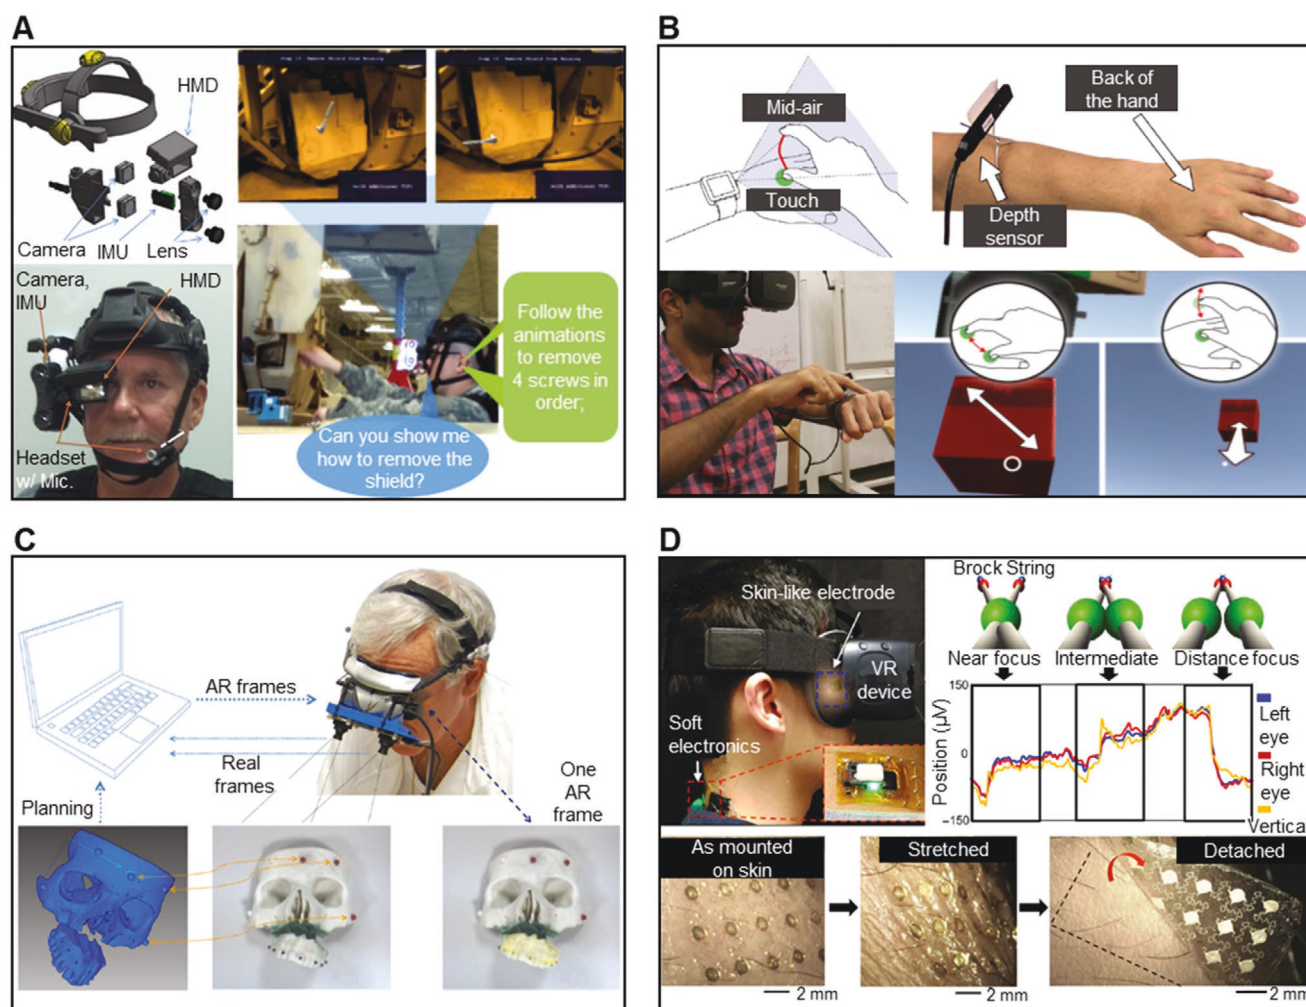 A
HMD
Camera IMU Lens
Camera,
IMU
HMD
Headset
w/ Mic.
Follow the
animations
to remove
4 screws in
order;
Can you show me
how to remove the
shield?
B
Mid-air
Touch
Back of
the hand
Depth
sensor
C
AR frames
Real
frames
Planning
One
AR
frame
D
Skin-like electrode
VR
device
Soft
electronics
Brock String
Near focus
Intermediate
Distance focus
Position (µV)
150
0
−150
Left
eye
Right
eye
Vertica
As mounted
on skin
Stretched
Detached
2 mm
2 mm
2 mm